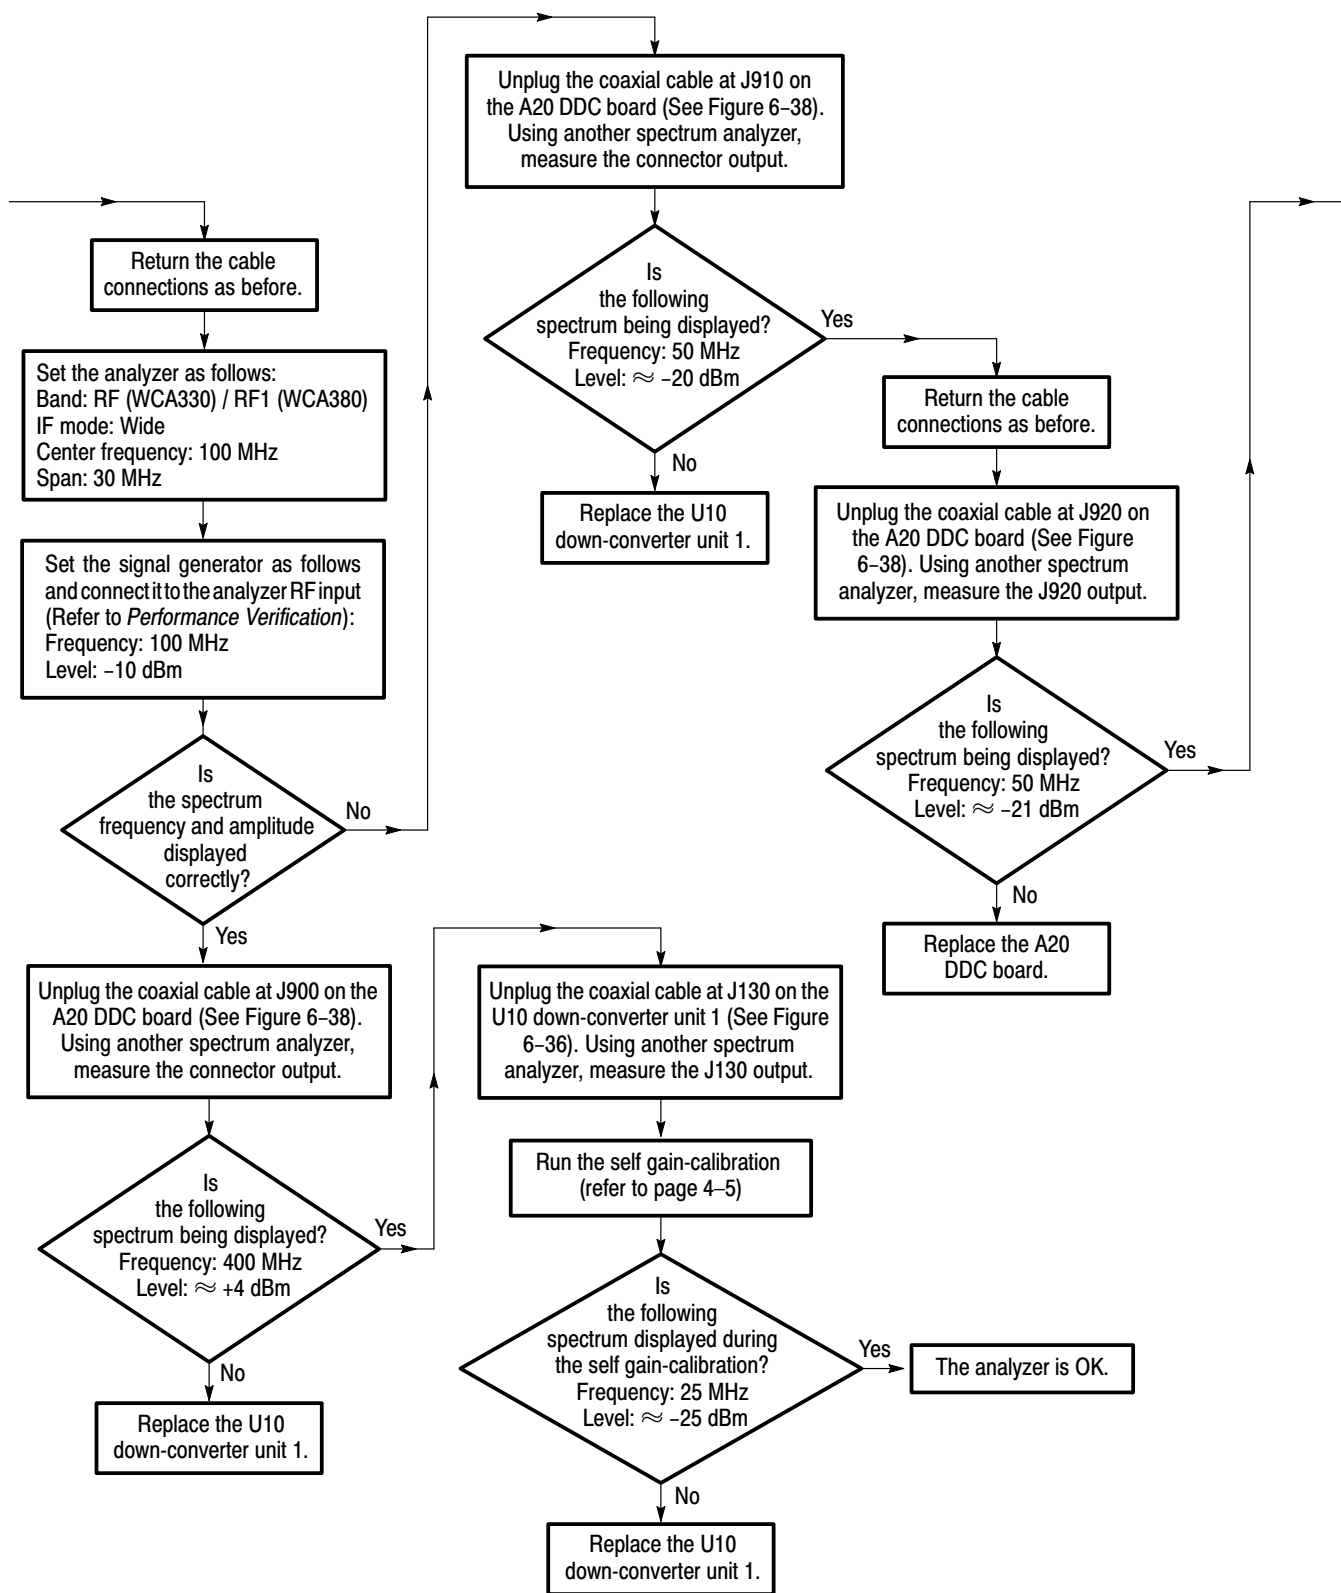 Return the cable
connections as before.
Set the analyzer as follows:
Band: RF (WCA330) / RF1 (WCA380)
IF mode: Wide
Center frequency: 100 MHz
Span: 30 MHz
Set the signal generator as follows
and connect it to the analyzer RF input
(Refer to Performance Verification):
Frequency: 100 MHz
Level: –10 dBm
Is
the spectrum
frequency and amplitude
displayed
correctly?
No
Yes
Unplug the coaxial cable at J900 on the
A20 DDC board (See Figure 6–38).
Using another spectrum analyzer,
measure the connector output.
Is
the following
spectrum being displayed?
Frequency: 400 MHz
Level: ≈ +4 dBm
Yes
No
Replace the U10
down-converter unit 1.
Unplug the coaxial cable at J910 on
the A20 DDC board (See Figure 6–38).
Using another spectrum analyzer,
measure the connector output.
Is
the following
spectrum being displayed?
Frequency: 50 MHz
Level: ≈ –20 dBm
Yes
No
Replace the U10
down-converter unit 1.
Return the cable
connections as before.
Unplug the coaxial cable at J920 on
the A20 DDC board (See Figure
6–38). Using another spectrum
analyzer, measure the J920 output.
Is
the following
spectrum being displayed?
Frequency: 50 MHz
Level: ≈ –21 dBm
Yes
No
Replace the A20
DDC board.
Unplug the coaxial cable at J130 on the
U10 down-converter unit 1 (See Figure
6–36). Using another spectrum
analyzer, measure the J130 output.
Run the self gain-calibration
(refer to page 4–5)
Is
the following
spectrum displayed during
the self gain-calibration?
Frequency: 25 MHz
Level: ≈ –25 dBm
Yes
The analyzer is OK.
No
Replace the U10
down-converter unit 1.